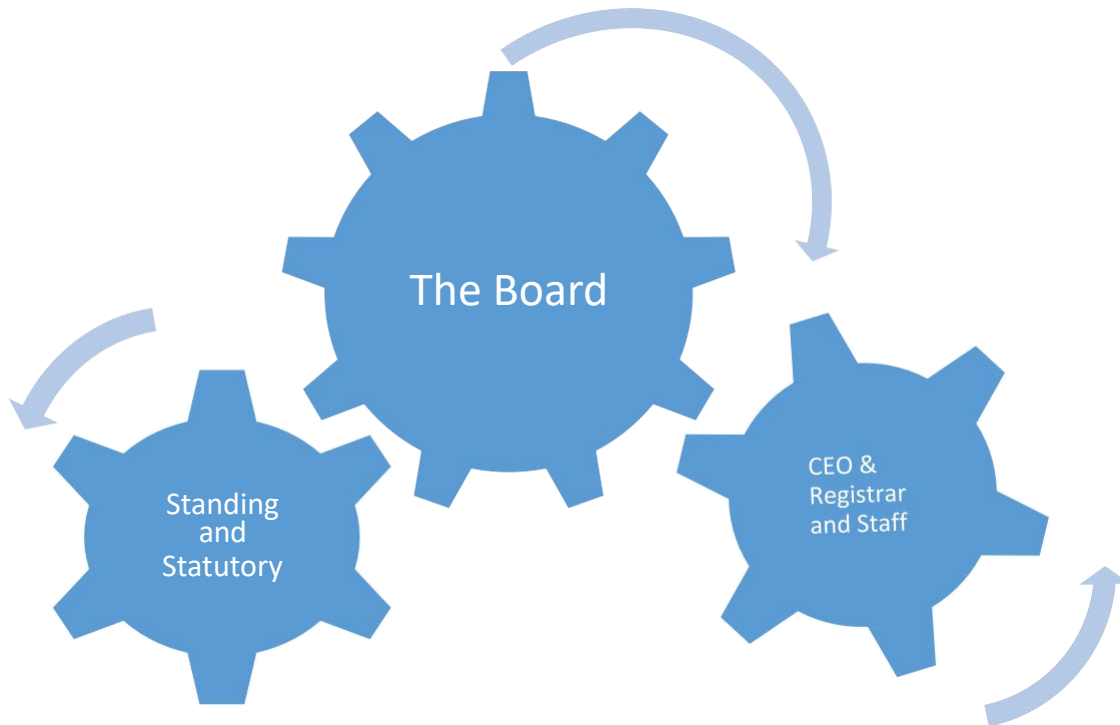 The Board
Standing
and
Statutory
CEO &
Registrar
and Staff